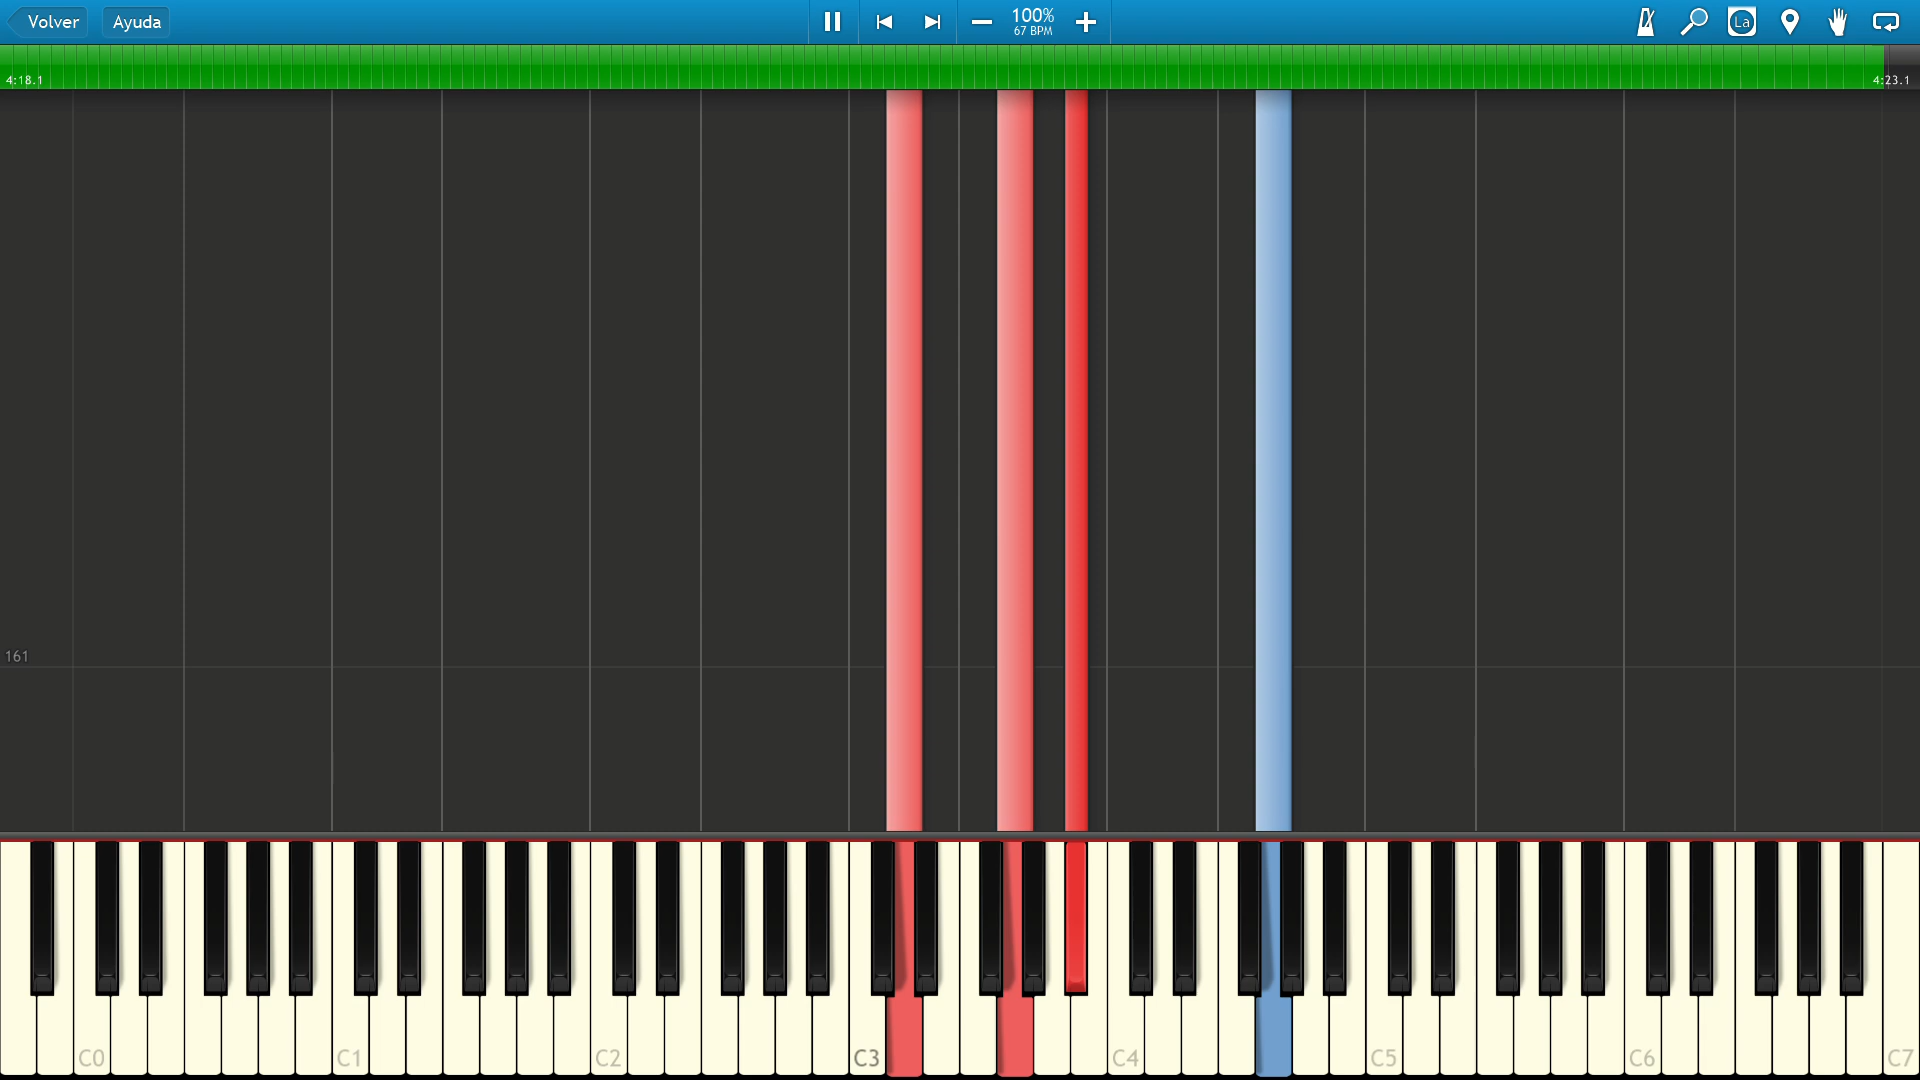 Volver Ayuda 100%
67 BPM
La
4:18.1 4:23.1
161
C0 C1 C2 C3 C4 C5 C6 C7